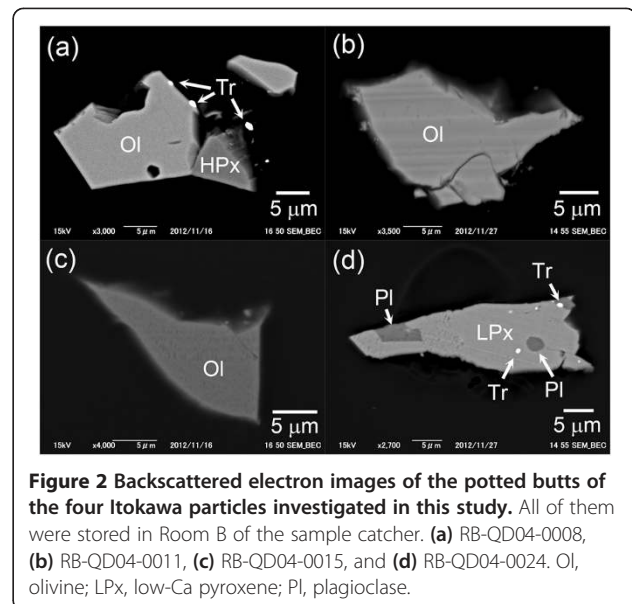 (a)
Tr
Ol
HPx
5 μm
15kV x3,000 5μm 2012/11/16 16 50 SEM_BEC
(b)
Ol
5 μm
15kV x3,500 5μm 2012/11/27 14 55 SEM_BEC
(c)
Ol
5 μm
15kV x4,000 5μm 2012/11/16 16 50 SEM_BEC
(d)
Tr
Pl
LPx
Tr
Pl
5 μm
15kV x2,700 5μm 2012/11/27 14 55 SEM_BEC
Figure 2 Backscattered electron images of the potted butts of
the four Itokawa particles investigated in this study. All of them
were stored in Room B of the sample catcher. (a) RB-QD04-0008,
(b) RB-QD04-0011, (c) RB-QD04-0015, and (d) RB-QD04-0024. Ol,
olivine; LPx, low-Ca pyroxene; Pl, plagioclase.